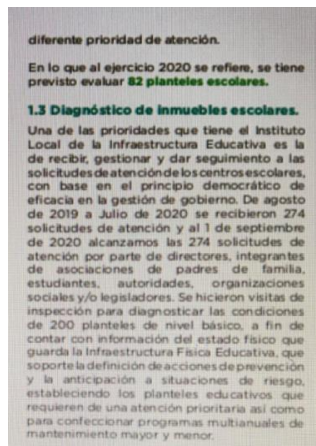 diferente prioridad de atención.
En lo que al ejercicio 2020 se refiere, se tiene
previsto evaluar 82 planteles escolares.
1.3 Diagnóstico de inmuebles escolares.
Una de las prioridades que tiene el Instituto
Local de la Infraestructura Educativa es la
de recibir, gestionar y dar seguimiento a las
solicitudes de atención de los centros escolares,
con base en el principio democrático de
eficacia en la gestión de gobierno. De agosto
de 2019 a Julio de 2020 se recibieron 274
solicitudes de atención y al 1 de septiembre
de 2020 alcanzamos las 274 solicitudes de
atención por parte de directores, integrantes
de asociaciones de padres de familia,
estudiantes, autoridades, organizaciones
sociales y/o legisladores. Se hicieron visitas de
inspección para diagnosticar las condiciones
de 200 planteles de nivel básico, a fin de
contar con información del estado físico que
guarda la Infraestructura Física Educativa, que
soporte la definición de acciones de prevención
y la anticipación a situaciones de riesgo,
estableciendo los planteles educativos que
requieren de una atención prioritaria así como
para confeccionar programas multianuales de
mantenimiento mayor y menor.